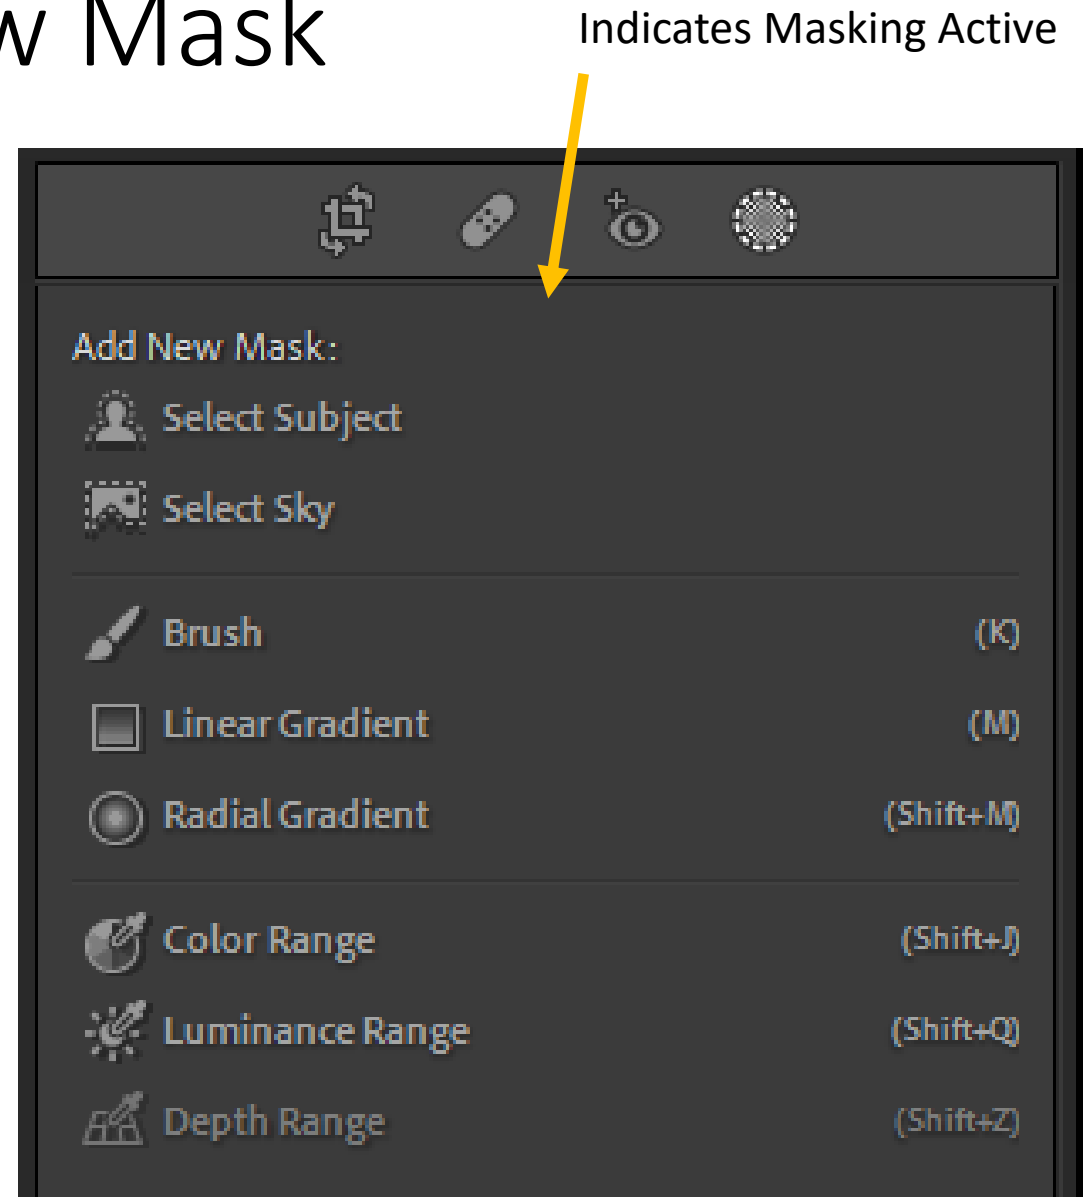 w Mask
Indicates Masking Active
Add New Mask:
Select Subject
Select Sky
Brush (K)
Linear Gradient (M)
Radial Gradient (Shift+M)
Color Range (Shift+J)
Luminance Range (Shift+Q)
Depth Range (Shift+Z)